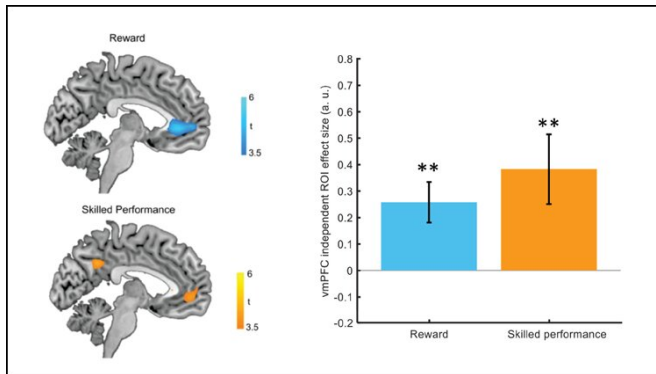 Reward
6
t
3.5
Skilled Performance
6
t
3.5
vmPFC independent ROI effect size (a. u.)
0.8
0.7
0.6
0.5
0.4
0.3
0.2
0.1
0
-0.1
-0.2
**
**
Reward
Skilled performance